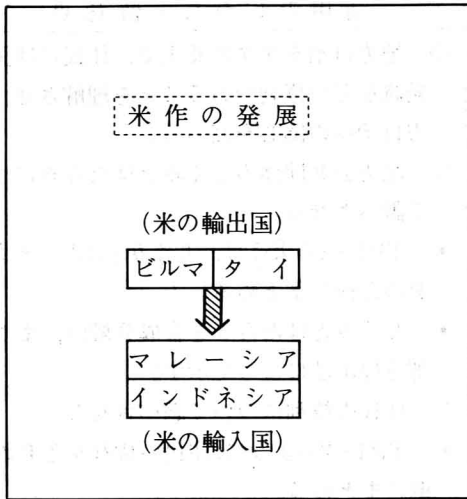 米作の発展
(米の輸出国)
ビルマ タイ
マレーシア
インドネシア
(米の輸入国)